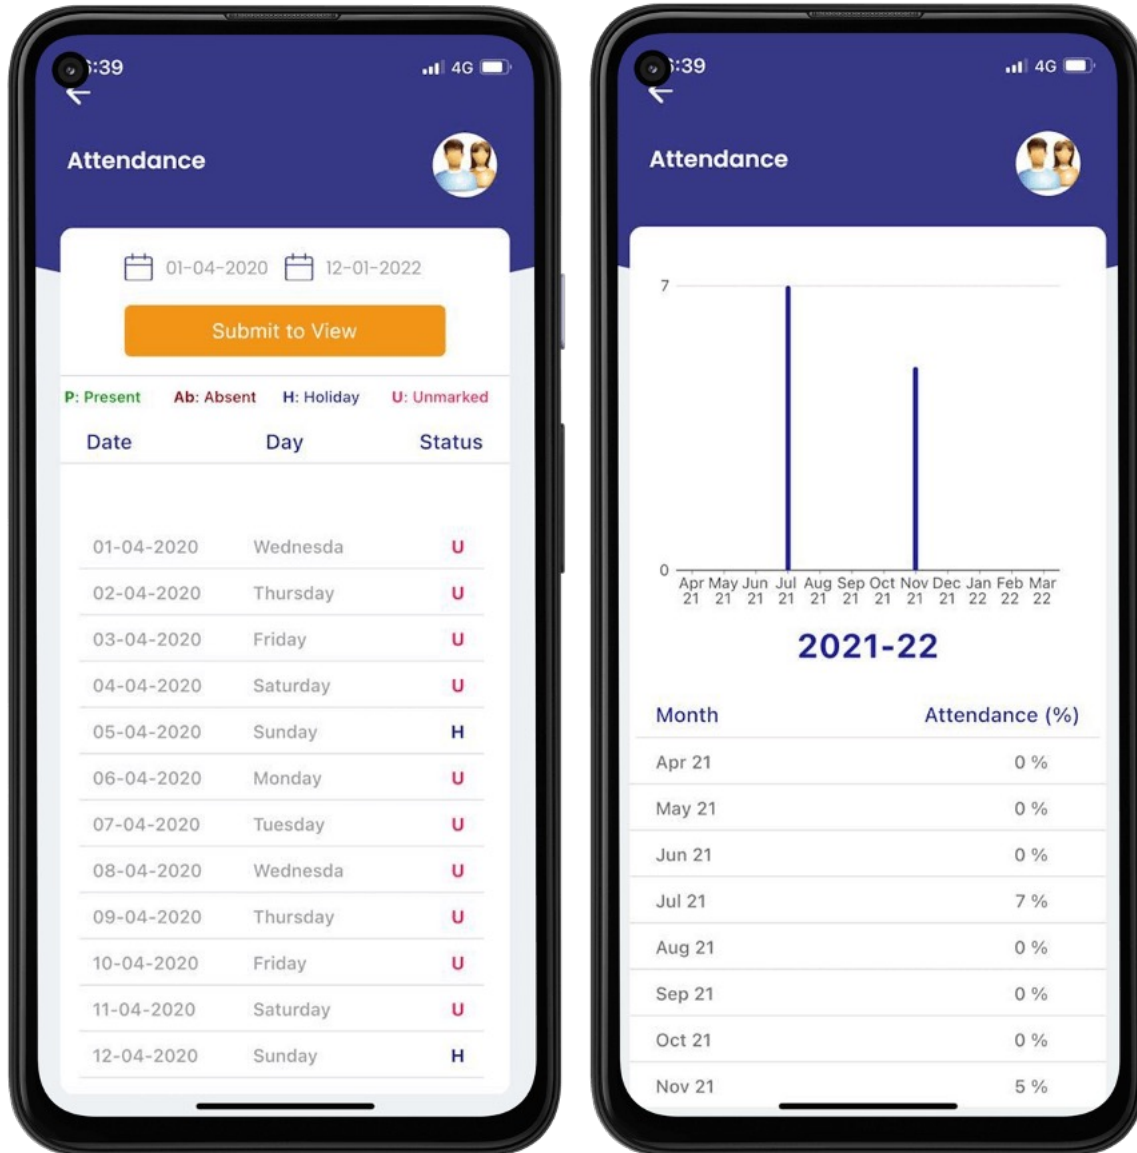 :39
4G
Attendance
01-04-2020 12-01-2022
Submit to View
P: Present Ab: Absent H: Holiday U: Unmarked
Date Day Status
01-04-2020 Wednesda U
02-04-2020 Thursday U
03-04-2020 Friday U
04-04-2020 Saturday U
05-04-2020 Sunday H
06-04-2020 Monday U
07-04-2020 Tuesday U
08-04-2020 Wednesda U
09-04-2020 Thursday U
10-04-2020 Friday U
11-04-2020 Saturday U
12-04-2020 Sunday H
:39
4G
Attendance
7
0
Apr May Jun Jul Aug Sep Oct Nov Dec Jan Feb Mar
21 21 21 21 21 21 21 21 21 22 22 22
2021-22
Month Attendance (%)
Apr 21 0 %
May 21 0 %
Jun 21 0 %
Jul 21 7 %
Aug 21 0 %
Sep 21 0 %
Oct 21 0 %
Nov 21 5 %